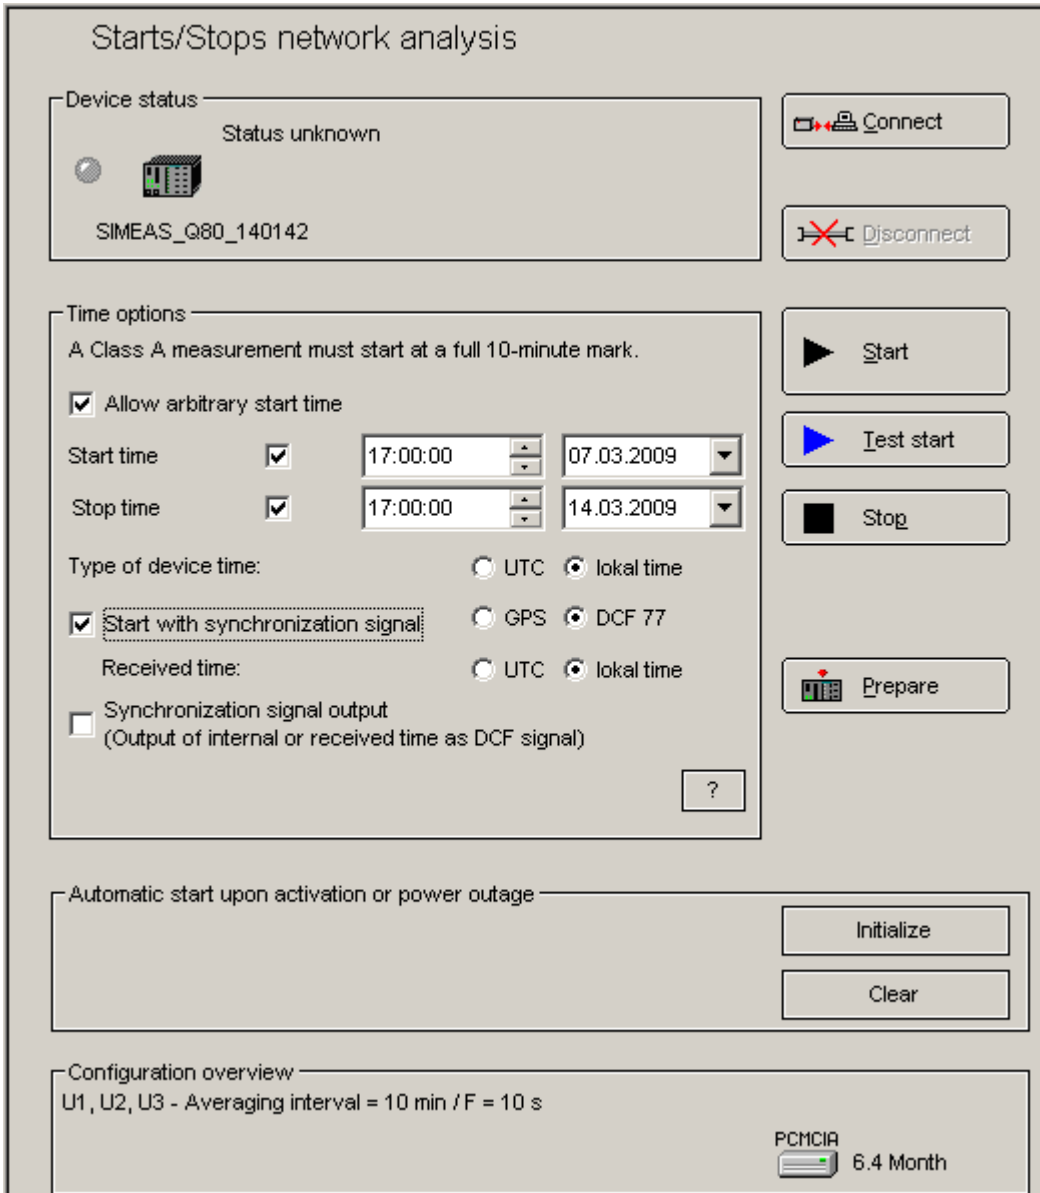 Starts/Stops network analysis
Device status
Status unknown
SIMEAS_Q80_140142
Connect
Disconnect
Time options
A Class A measurement must start at a full 10-minute mark.
Allow arbitrary start time
Start time 17:00:00 07.03.2009
Stop time 17:00:00 14.03.2009
Type of device time: UTC lokal time
Start with synchronization signal GPS DCF 77
Received time: UTC lokal time
Synchronization signal output
(Output of internal or received time as DCF signal)
?
Start
Test start
Stop
Prepare
Automatic start upon activation or power outage
Initialize
Clear
Configuration overview
U1, U2, U3 - Averaging interval = 10 min / F = 10 s
PCMCIA
6.4 Month